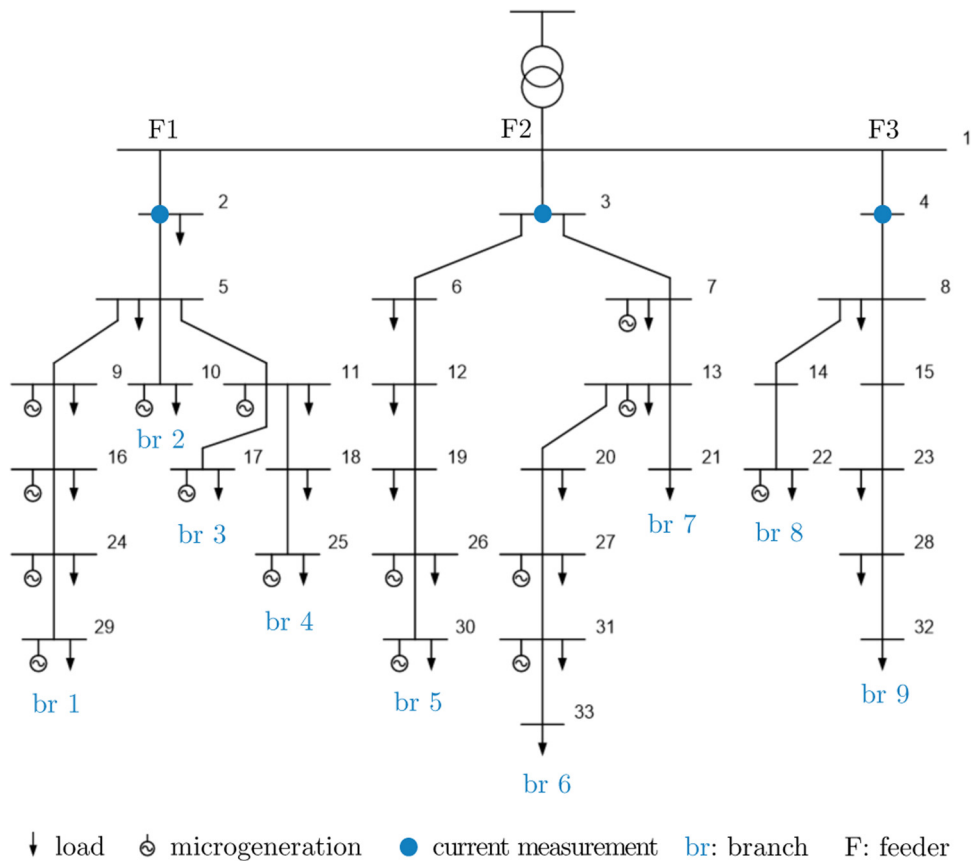 F1 F2 F3 1
2 3 4
5 6 7 8
9 10 11 12 13 14 15
br 2
16 17 18 19 20 21 22 23
br 3 br 7 br 8
24 25 26 27 28
br 4
29 30 31 32
br 1 br 5 br 9
33
br 6
load microgeneration current measurement br: branch F: feeder